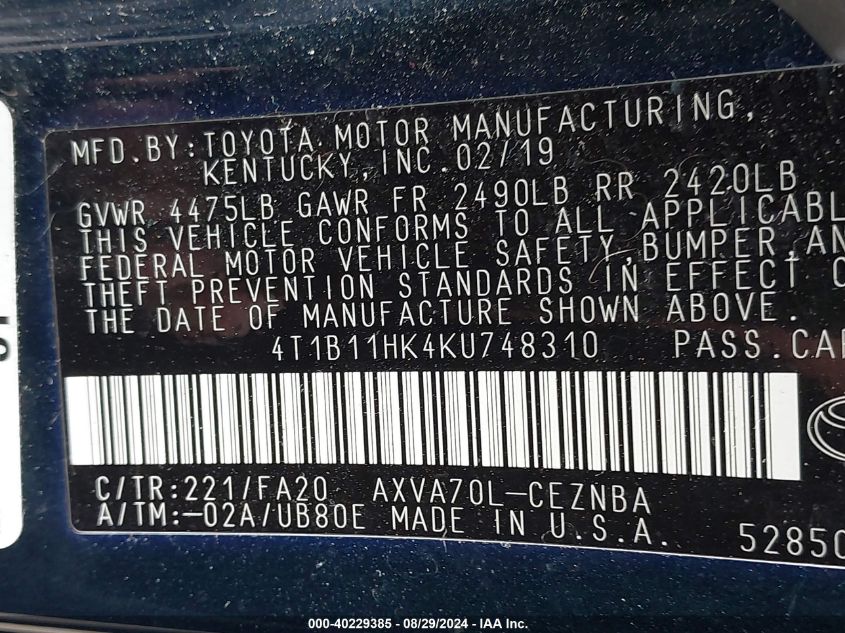 MFD.BY:TOYOTA MOTOR MANUFACTURING,
KENTUCKY,INC.02/19
GVWR 4475LB GAWR FR 2490LB RR 2420LB
THIS VEHICLE CONFORMS TO ALL APPLICABL
FEDERAL MOTOR VEHICLE SAFETY,BUMPER,AN
THEFT PREVENTION STANDARDS IN EFFECT
THE DATE OF MANUFACTURE SHOWN ABOVE.
4T1B11HK4KU748310 PASS.CAR
C/TR:221/FA20 AXVA70L-CEZNBA
A/TM:-02A/UB80E MADE IN U.S.A.
52850
000-40229385 - 08/29/2024 - IAA Inc.